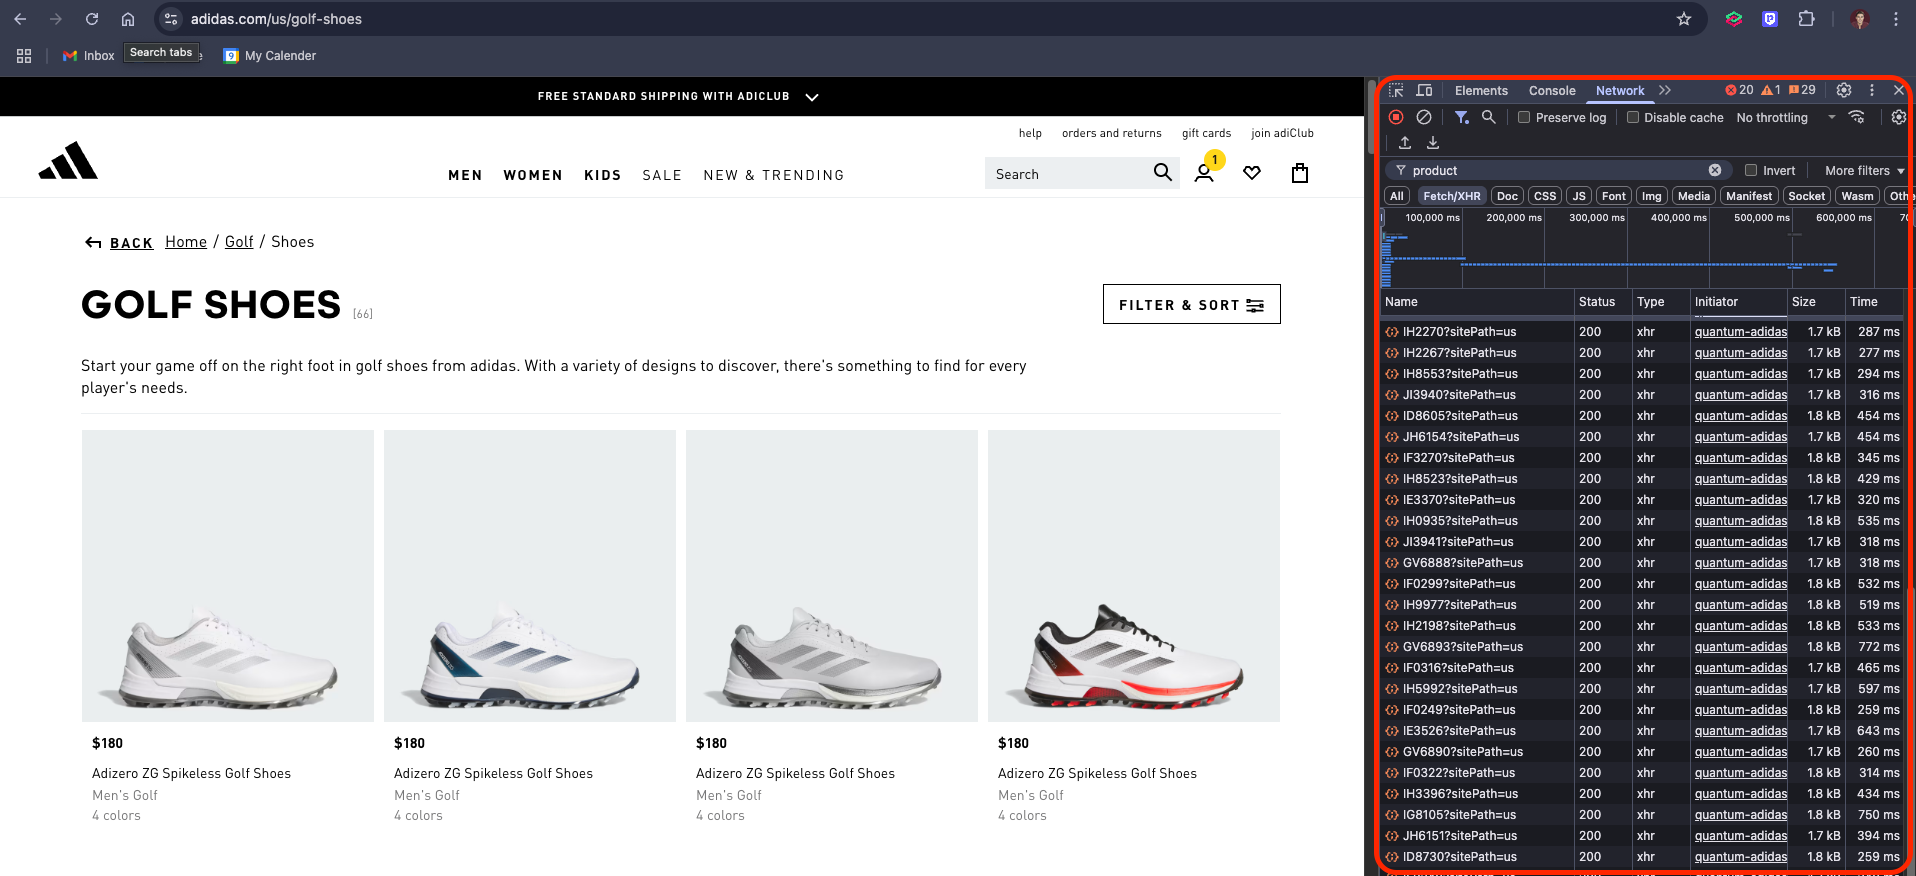 adidas.com/us/golf-shoes
Inbox
Search tabs
My Calender
FREE STANDARD SHIPPING WITH ADICLUB
help orders and returns gift cards join adiClub
MEN WOMEN KIDS SALE NEW & TRENDING
Search
1
BACK Home / Golf / Shoes
GOLF SHOES [66]
FILTER & SORT
Start your game off on the right foot in golf shoes from adidas. With a variety of designs to discover, there's something to find for every
player's needs.
$180
Adizero ZG Spikeless Golf Shoes
Men's Golf
4 colors
$180
Adizero ZG Spikeless Golf Shoes
Men's Golf
4 colors
$180
Adizero ZG Spikeless Golf Shoes
Men's Golf
4 colors
$180
Adizero ZG Spikeless Golf Shoes
Men's Golf
4 colors
Elements Console Network 20 1 29
Preserve log Disable cache No throttling
product Invert More filters
All Fetch/XHR Doc CSS JS Font Img Media Manifest Socket Wasm Othe
100,000 ms 200,000 ms 300,000 ms 400,000 ms 500,000 ms 600,000 ms 70
Name Status Type Initiator Size Time
IH2270?sitePath=us 200 xhr quantum-adidas 1.7 kB 287 ms
IH2267?sitePath=us 200 xhr quantum-adidas 1.7 kB 277 ms
IH8553?sitePath=us 200 xhr quantum-adidas 1.7 kB 294 ms
JI3940?sitePath=us 200 xhr quantum-adidas 1.7 kB 316 ms
ID8605?sitePath=us 200 xhr quantum-adidas 1.8 kB 454 ms
JH6154?sitePath=us 200 xhr quantum-adidas 1.7 kB 454 ms
IF3270?sitePath=us 200 xhr quantum-adidas 1.8 kB 345 ms
IH8523?sitePath=us 200 xhr quantum-adidas 1.8 kB 429 ms
IE3370?sitePath=us 200 xhr quantum-adidas 1.7 kB 320 ms
IH0935?sitePath=us 200 xhr quantum-adidas 1.8 kB 535 ms
JI3941?sitePath=us 200 xhr quantum-adidas 1.7 kB 318 ms
GV6888?sitePath=us 200 xhr quantum-adidas 1.7 kB 318 ms
IF0299?sitePath=us 200 xhr quantum-adidas 1.8 kB 532 ms
IH9977?sitePath=us 200 xhr quantum-adidas 1.8 kB 519 ms
IH2198?sitePath=us 200 xhr quantum-adidas 1.8 kB 533 ms
GV6893?sitePath=us 200 xhr quantum-adidas 1.8 kB 772 ms
IF0316?sitePath=us 200 xhr quantum-adidas 1.8 kB 465 ms
IH5992?sitePath=us 200 xhr quantum-adidas 1.8 kB 597 ms
IF0249?sitePath=us 200 xhr quantum-adidas 1.8 kB 259 ms
IE3526?sitePath=us 200 xhr quantum-adidas 1.7 kB 643 ms
GV6890?sitePath=us 200 xhr quantum-adidas 1.8 kB 260 ms
IF0322?sitePath=us 200 xhr quantum-adidas 1.8 kB 314 ms
IH3396?sitePath=us 200 xhr quantum-adidas 1.8 kB 434 ms
IG8105?sitePath=us 200 xhr quantum-adidas 1.8 kB 750 ms
JH6151?sitePath=us 200 xhr quantum-adidas 1.7 kB 394 ms
ID8730?sitePath=us 200 xhr quantum-adidas 1.8 kB 259 ms